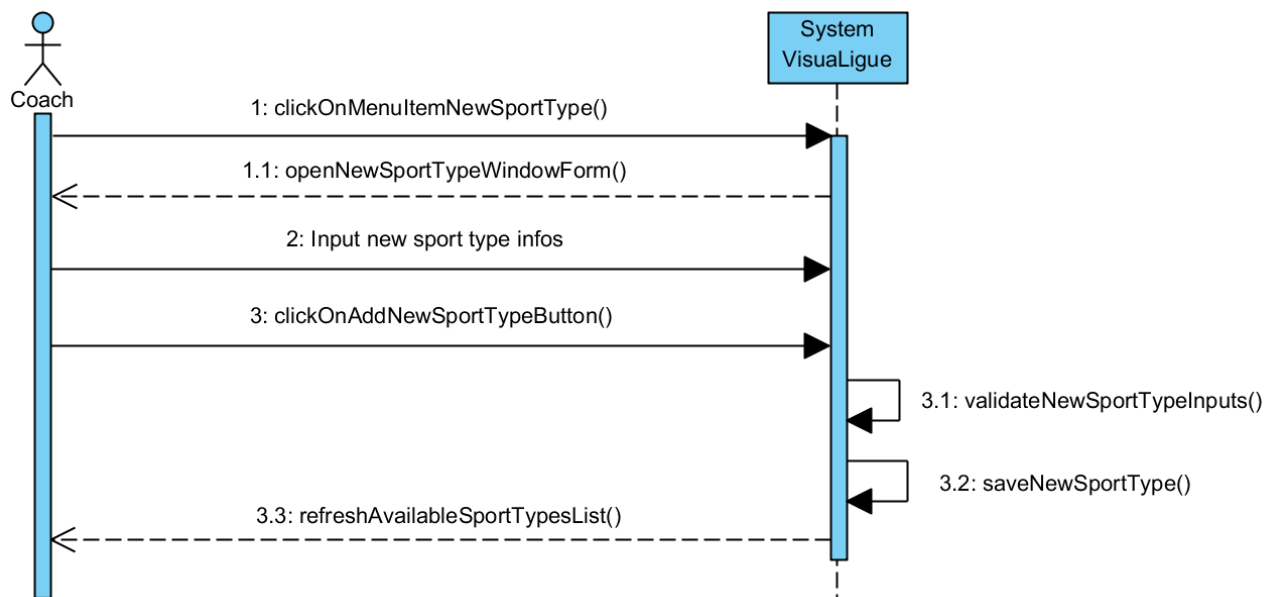 System
VisuaLigue
Coach
1: clickOnMenuItemNewSportType()
1.1: openNewSportTypeWindowForm()
2: Input new sport type infos
3: clickOnAddNewSportTypeButton()
3.1: validateNewSportTypeInputs()
3.2: saveNewSportType()
3.3: refreshAvailableSportTypesList()